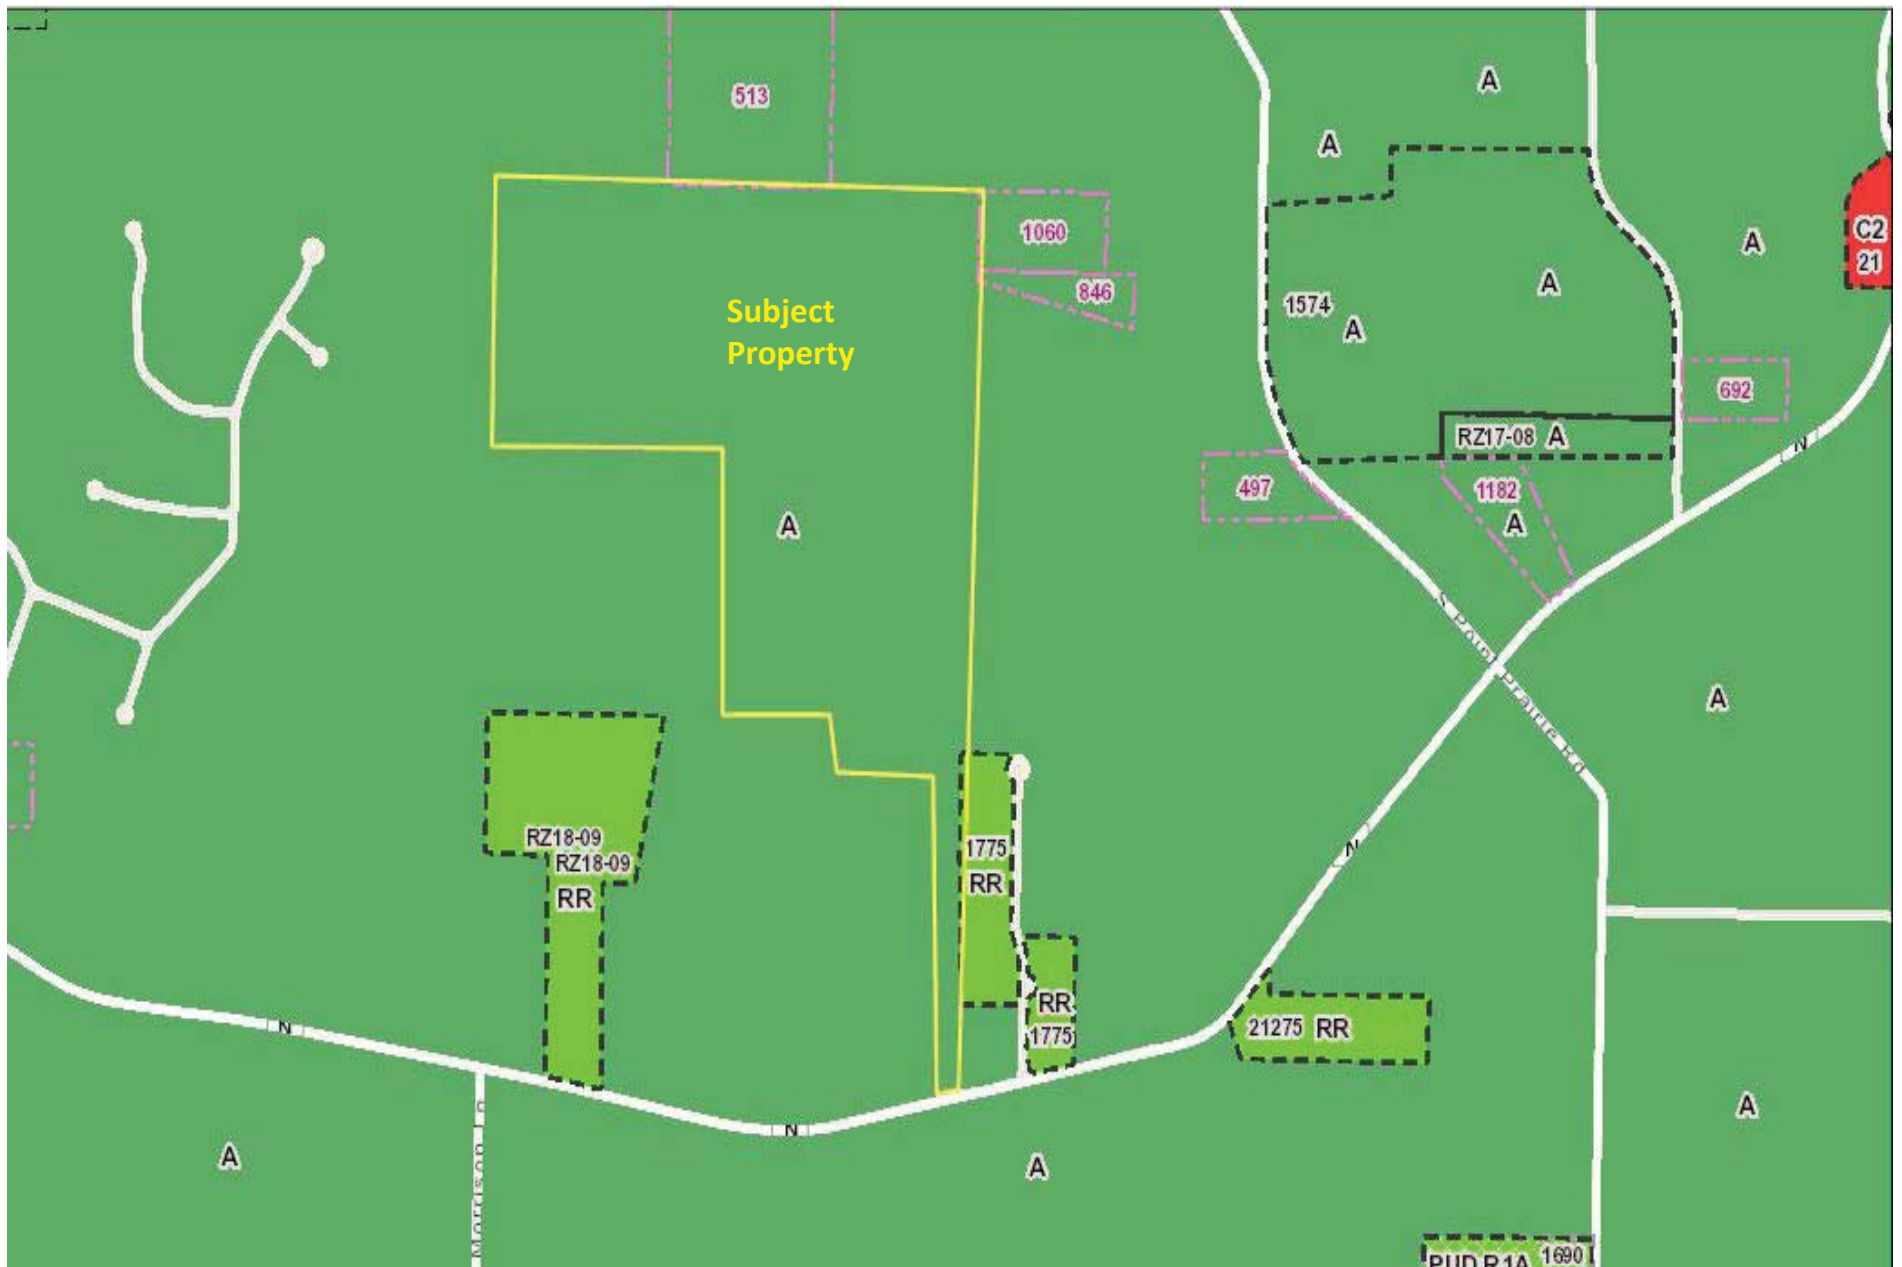 513
A
A
A
C2
21
1060
846
A
1574
A
Subject
Property
692
RZ17-08 A
N
497
1182
A
A
S Point Prairie Rd
A
RZ18-09
RZ18-09
RR
1775
RR
N
RR
1775
21275 RR
N
N
Morrison Ln
A
A
A
PUD R1A 1690